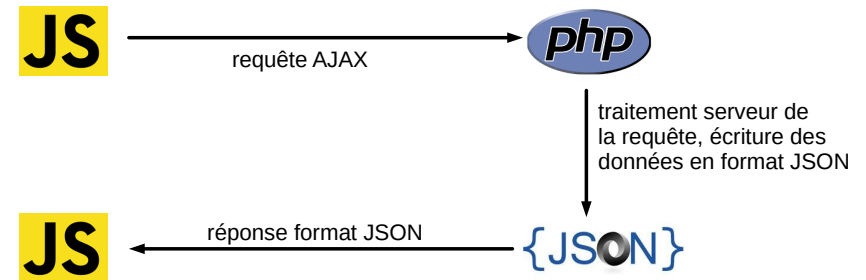 JS
php
requête AJAX
traitement serveur de
la requête, écriture des
données en format JSON
JS
réponse format JSON
{JSON}